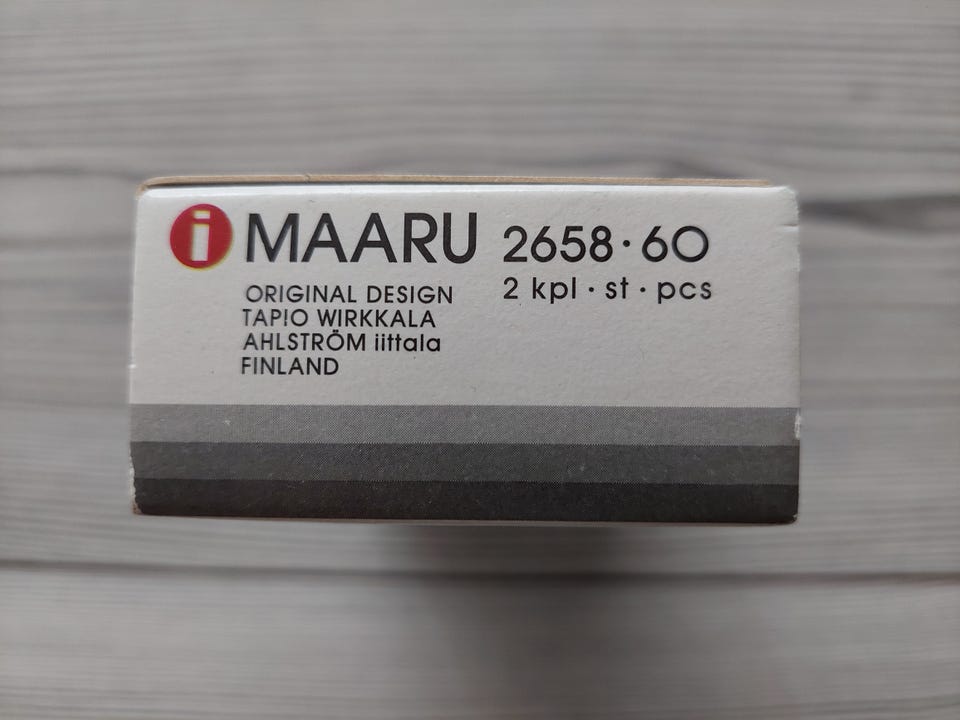 i MAARU 2658·60
2 kpl · st · pcs
ORIGINAL DESIGN
TAPIO WIRKKALA
AHLSTRÖM iittala
FINLAND